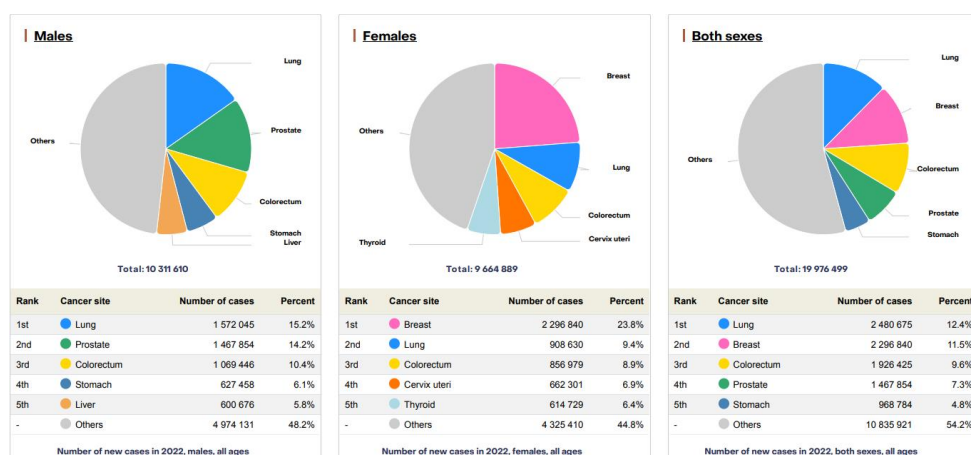 Males
Lung
Prostate
Others
Colorectum
Stomach
Liver
Total: 10 311 610
Rank Cancer site Number of cases Percent
1st Lung 1 572 045 15.2%
2nd Prostate 1 467 854 14.2%
3rd Colorectum 1 069 446 10.4%
4th Stomach 627 458 6.1%
5th Liver 600 676 5.8%
- Others 4 974 131 48.2%
Number of new cases in 2022, males, all ages
Females
Breast
Others
Lung
Colorectum
Cervix uteri
Thyroid
Total: 9 664 889
Rank Cancer site Number of cases Percent
1st Breast 2 296 840 23.8%
2nd Lung 908 630 9.4%
3rd Colorectum 856 979 8.9%
4th Cervix uteri 662 301 6.9%
5th Thyroid 614 729 6.4%
- Others 4 325 410 44.8%
Number of new cases in 2022, females, all ages
Both sexes
Lung
Breast
Others
Colorectum
Prostate
Stomach
Total: 19 976 499
Rank Cancer site Number of cases Percent
1st Lung 2 480 675 12.4%
2nd Breast 2 296 840 11.5%
3rd Colorectum 1 926 425 9.6%
4th Prostate 1 467 854 7.3%
5th Stomach 968 784 4.8%
- Others 10 835 921 54.2%
Number of new cases in 2022, both sexes, all ages